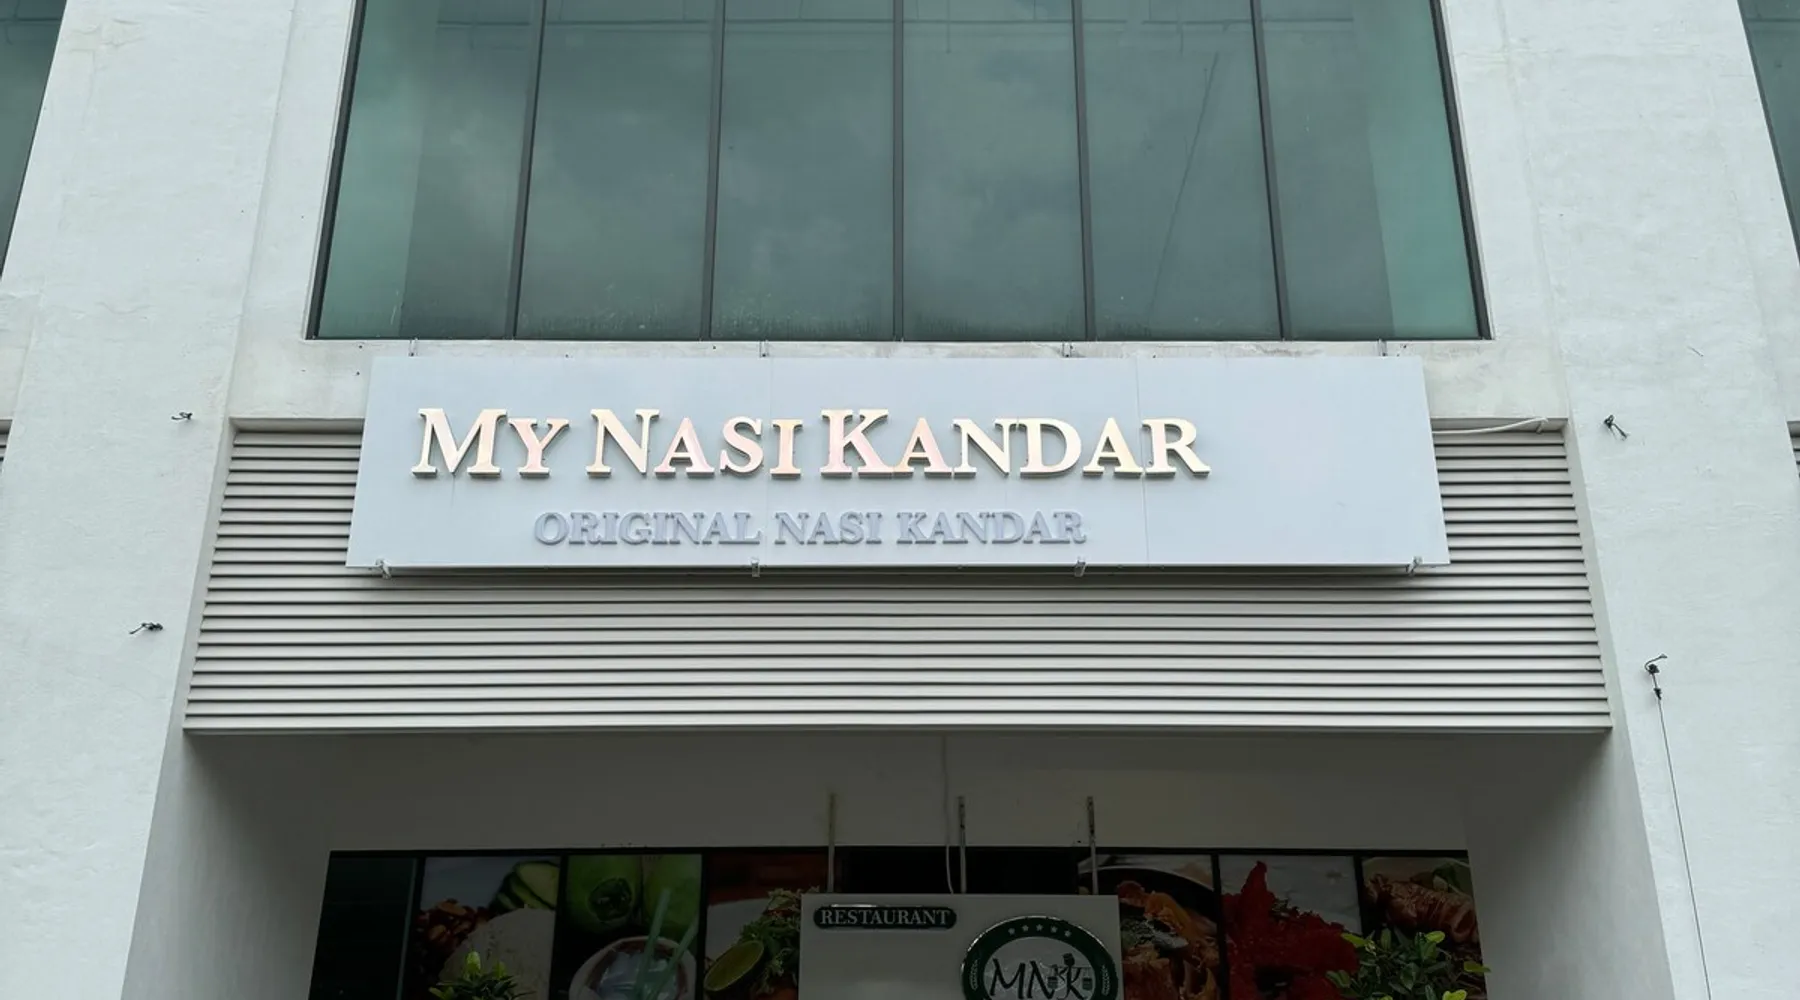 MY NASI KANDAR
ORIGINAL NASI KANDAR
RESTAURANT
MNK